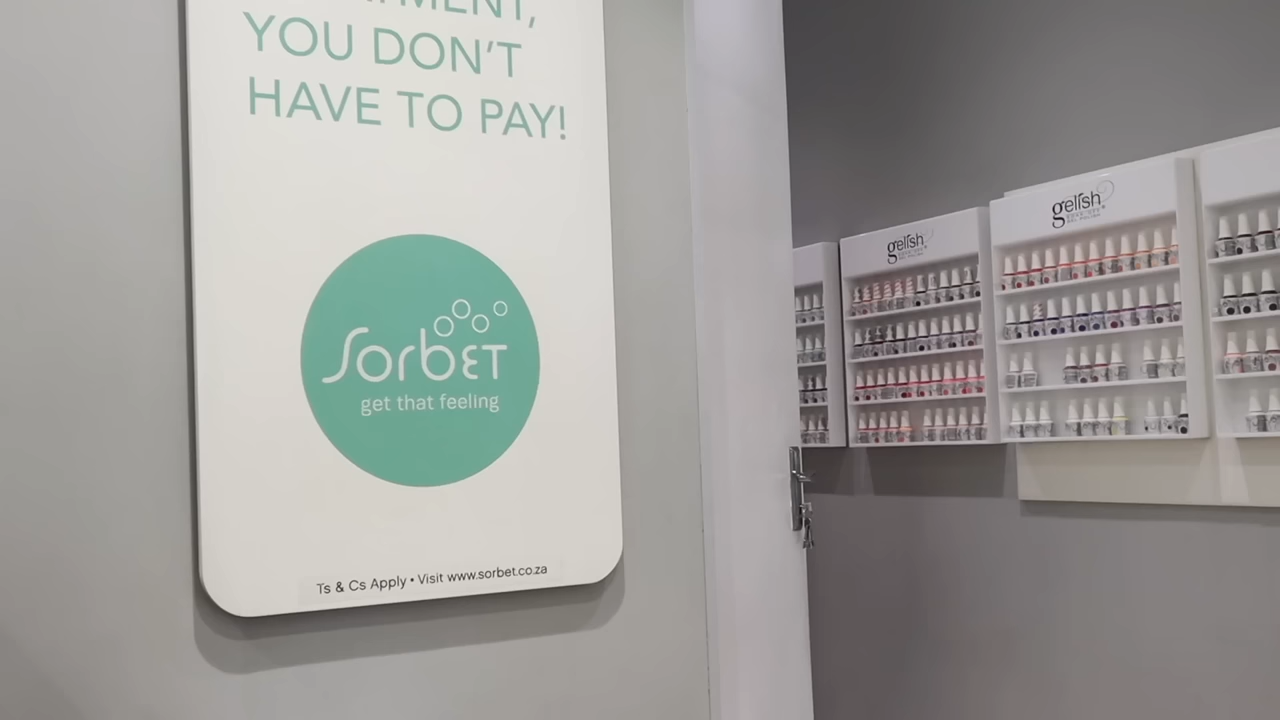 YOU DON'T
HAVE TO PAY!
Sorbet
get that feeling
Ts & Cs Apply • Visit www.sorbet.co.za
gelish
gelish